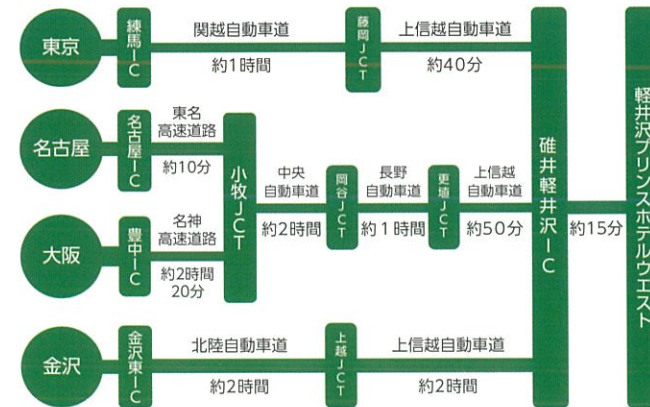 東京
練馬IC
関越自動車道
約1時間
藤岡JCT
上信越自動車道
約40分
名古屋
名古屋IC
東名
高速道路
約10分
大阪
豊中IC
名神
高速道路
約2時間
20分
小牧JCT
中央
自動車道
約2時間
岡谷JCT
長野
自動車道
約1時間
更埴JCT
上信越
自動車道
約50分
金沢
金沢東IC
北陸自動車道
約2時間
上越JCT
上信越自動車道
約2時間
碓井軽井沢IC
約15分
軽井沢プリンスホテルウエスト